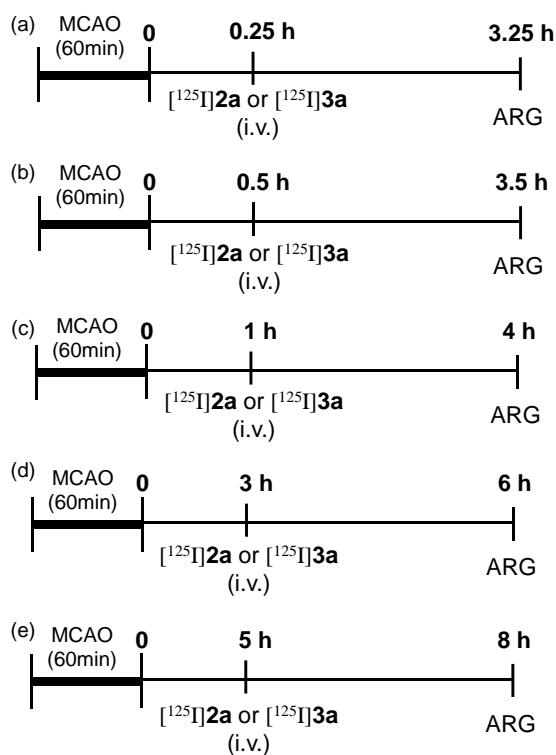 (a) MCAO
(60min)
0
0.25 h
3.25 h
[¹²⁵I]2a or [¹²⁵I]3a
(i.v.)
ARG
(b) MCAO
(60min)
0
0.5 h
3.5 h
[¹²⁵I]2a or [¹²⁵I]3a
(i.v.)
ARG
(c) MCAO
(60min)
0
1 h
4 h
[¹²⁵I]2a or [¹²⁵I]3a
(i.v.)
ARG
(d) MCAO
(60min)
0
3 h
6 h
[¹²⁵I]2a or [¹²⁵I]3a
(i.v.)
ARG
(e) MCAO
(60min)
0
5 h
8 h
[¹²⁵I]2a or [¹²⁵I]3a
(i.v.)
ARG